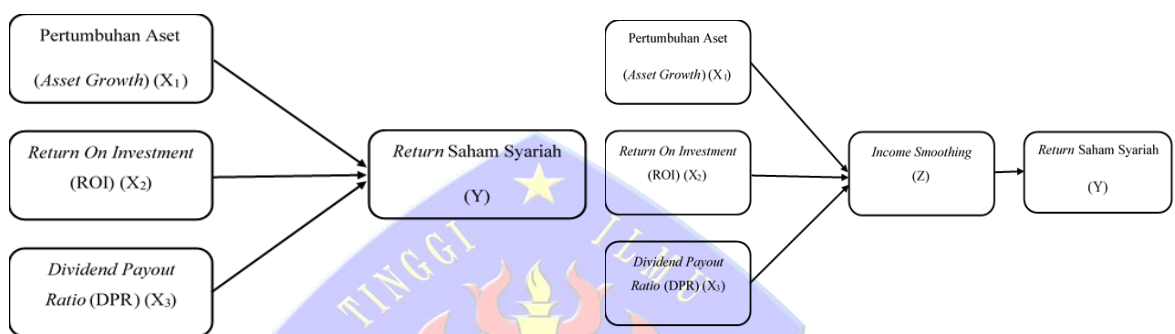 Pertumbuhan Aset
(Asset Growth) (X₁)
Return On Investment
(ROI) (X₂)
Dividend Payout
Ratio (DPR) (X₃)
Return Saham Syariah
(Y)
Pertumbuhan Aset
(Asset Growth) (X₁)
Return On Investment
(ROI) (X₂)
Dividend Payout
Ratio (DPR) (X₃)
Income Smoothing
(Z)
Return Saham Syariah
(Y)
TINGGI ILMU